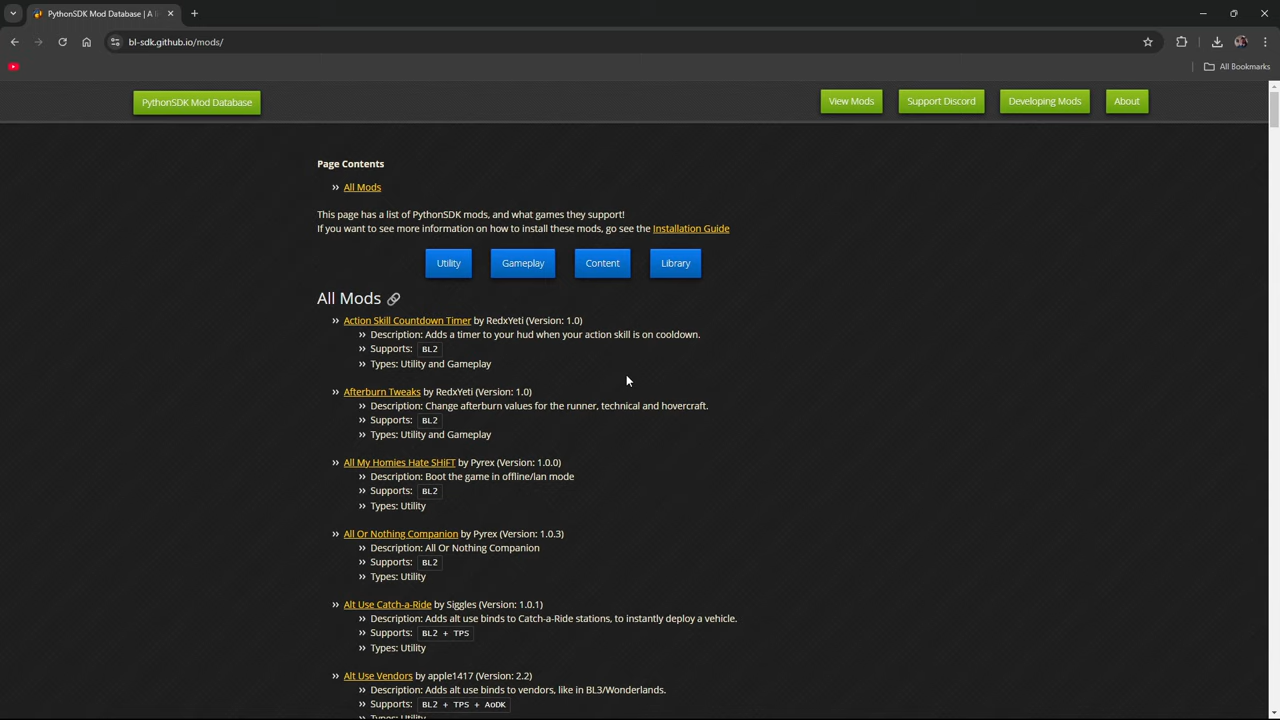 PythonSDK Mod Database | A li
bl-sdk.github.io/mods/
All Bookmarks
PythonSDK Mod Database
View Mods
Support Discord
Developing Mods
About
Page Contents
›› All Mods
This page has a list of PythonSDK mods, and what games they support!
If you want to see more information on how to install these mods, go see the Installation Guide
Utility
Gameplay
Content
Library
All Mods
›› Action Skill Countdown Timer by RedxYeti (Version: 1.0)
›› Description: Adds a timer to your hud when your action skill is on cooldown.
›› Supports: BL2
›› Types: Utility and Gameplay
›› Afterburn Tweaks by RedxYeti (Version: 1.0)
›› Description: Change afterburn values for the runner, technical and hovercraft.
›› Supports: BL2
›› Types: Utility and Gameplay
›› All My Homies Hate SHiFT by Pyrex (Version: 1.0.0)
›› Description: Boot the game in offline/lan mode
›› Supports: BL2
›› Types: Utility
›› All Or Nothing Companion by Pyrex (Version: 1.0.3)
›› Description: All Or Nothing Companion
›› Supports: BL2
›› Types: Utility
›› Alt Use Catch-a-Ride by Siggles (Version: 1.0.1)
›› Description: Adds alt use binds to Catch-a-Ride stations, to instantly deploy a vehicle.
›› Supports: BL2 + TPS
›› Types: Utility
›› Alt Use Vendors by apple1417 (Version: 2.2)
›› Description: Adds alt use binds to vendors, like in BL3/Wonderlands.
›› Supports: BL2 + TPS + AoDK
›› Types: Utility